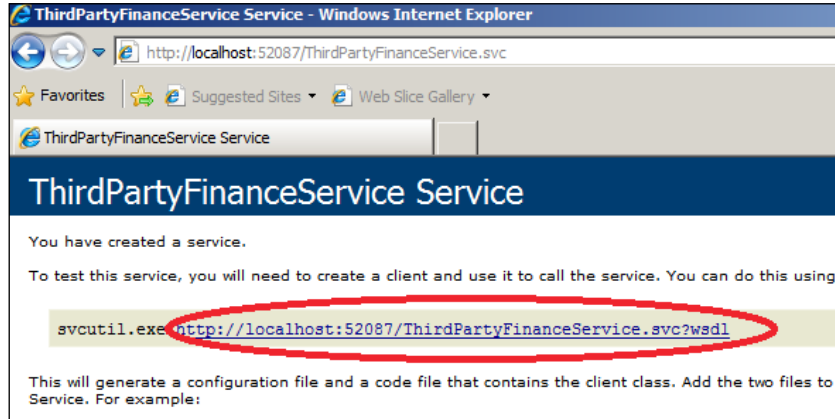 ThirdPartyFinanceService Service - Windows Internet Explorer
http://localhost:52087/ThirdPartyFinanceService.svc
Favorites Suggested Sites Web Slice Gallery
ThirdPartyFinanceService Service
ThirdPartyFinanceService Service
You have created a service.
To test this service, you will need to create a client and use it to call the service. You can do this using
svcutil.exe http://localhost:52087/ThirdPartyFinanceService.svc?wsdl
This will generate a configuration file and a code file that contains the client class. Add the two files to
Service. For example: